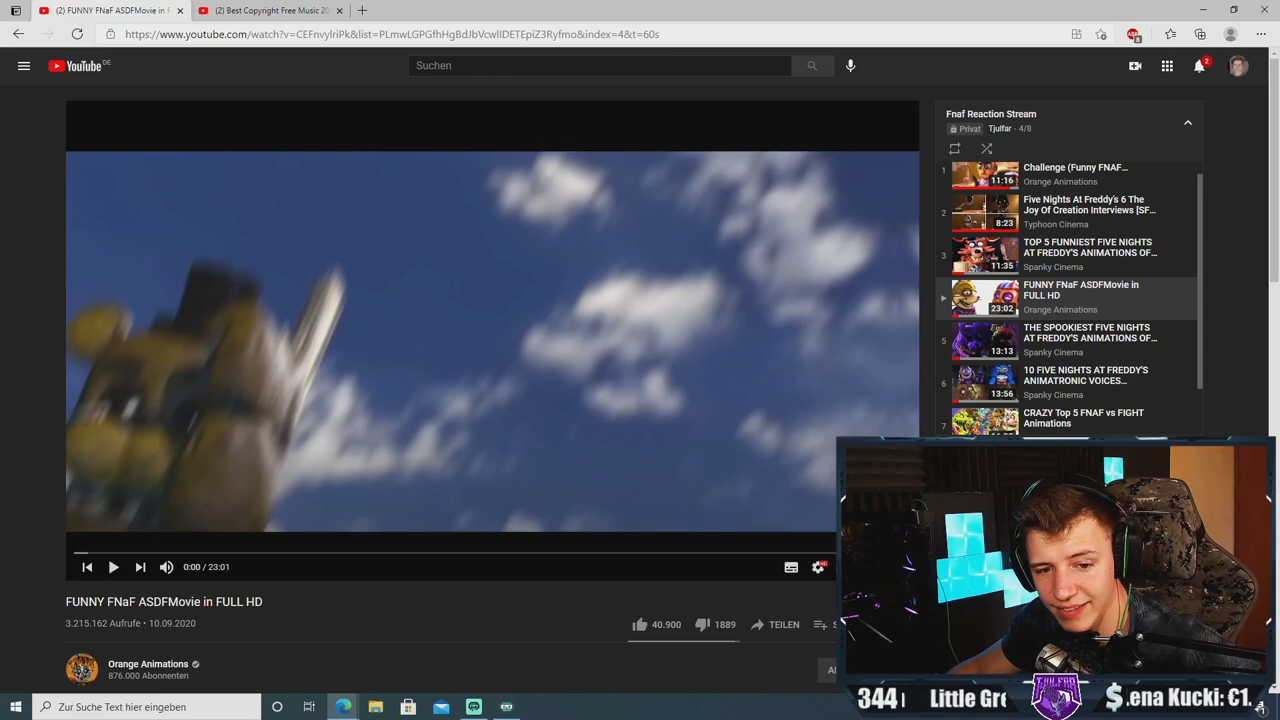 (2) FUNNY FNaF ASDFMovie in F
(2) Best Copyright Free Music 20
https://www.youtube.com/watch?v=CEFnvylriPk&list=PLmwLGPGfhHgBdJbVcwlIDETEpiZ3Ryfmo&index=4&t=60s
ABP
8
YouTube DE
Suchen
2
Fnaf Reaction Stream
Privat Tjulfar - 4/8
1
11:16
Challenge (Funny FNAF...
Orange Animations
2
8:23
Five Nights At Freddy's 6 The
Joy Of Creation Interviews [SF...
Typhoon Cinema
3
11:35
TOP 5 FUNNIEST FIVE NIGHTS
AT FREDDY'S ANIMATIONS OF...
Spanky Cinema
23:02
FUNNY FNaF ASDFMovie in
FULL HD
Orange Animations
5
13:13
THE SPOOKIEST FIVE NIGHTS
AT FREDDY'S ANIMATIONS OF...
Spanky Cinema
6
13:56
10 FIVE NIGHTS AT FREDDY'S
ANIMATRONIC VOICES...
Spanky Cinema
7
CRAZY Top 5 FNAF vs FIGHT
Animations
0:00 / 23:01
HD
FUNNY FNaF ASDFMovie in FULL HD
3.215.162 Aufrufe • 10.09.2020
40.900
1889
TEILEN
S
Orange Animations
876.000 Abonnenten
TJULFAR
344
Little Gre
$
.ena Kucki: €1.
Zur Suche Text hier eingeben
1